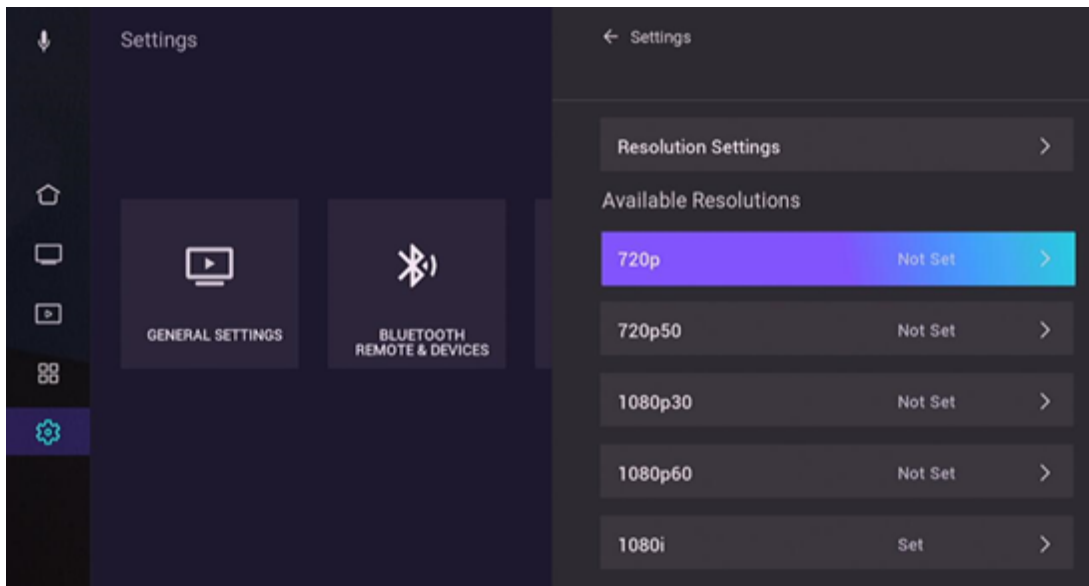 Settings
GENERAL SETTINGS
BLUETOOTH
REMOTE & DEVICES
Settings
Resolution Settings
Available Resolutions
720p Not Set
720p50 Not Set
1080p30 Not Set
1080p60 Not Set
1080i Set